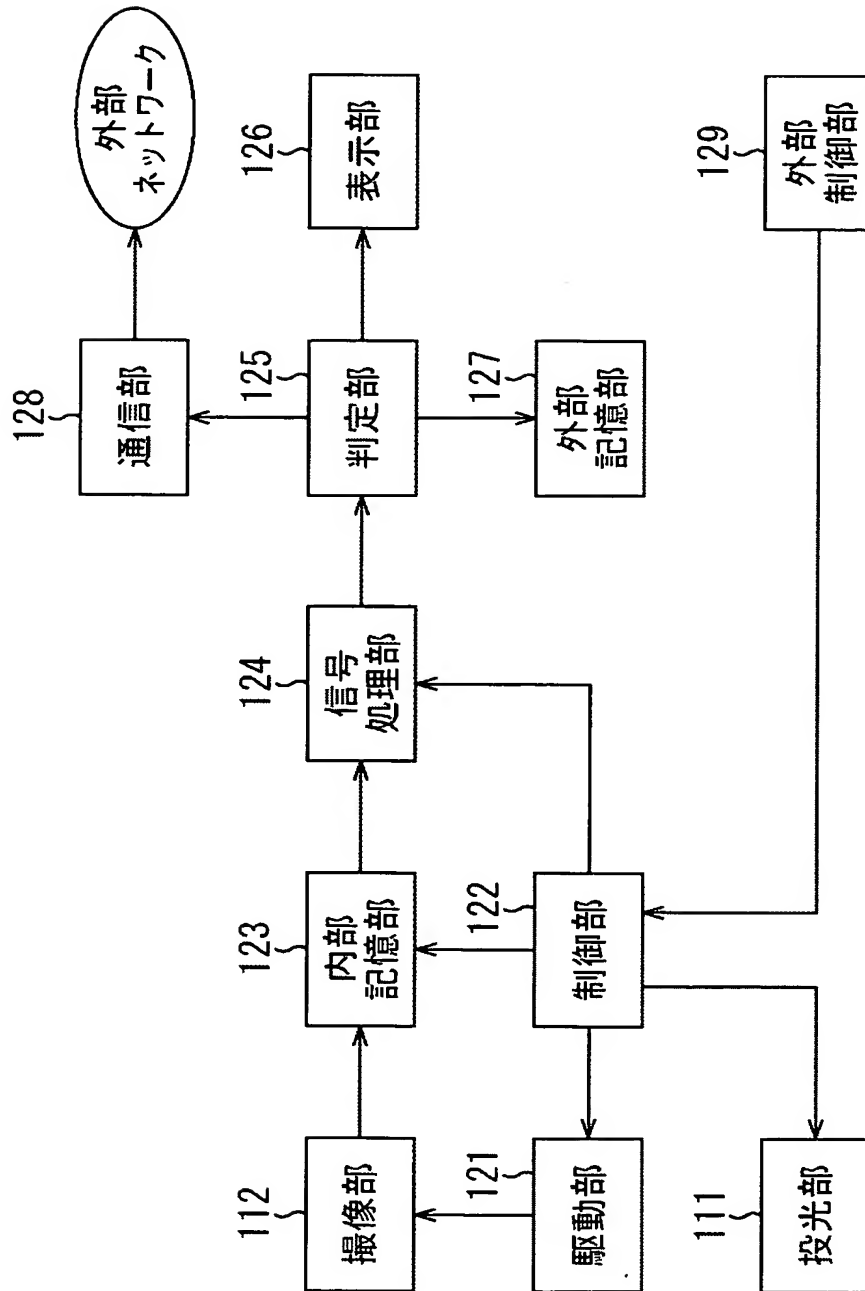 128
通信部
外部
ネットワーク
112
撮像部
123
内部
記憶部
124
信号
処理部
125
判定部
126
表示部
121
駆動部
122
制御部
127
外部
記憶部
111
投光部
129
外部
制御部